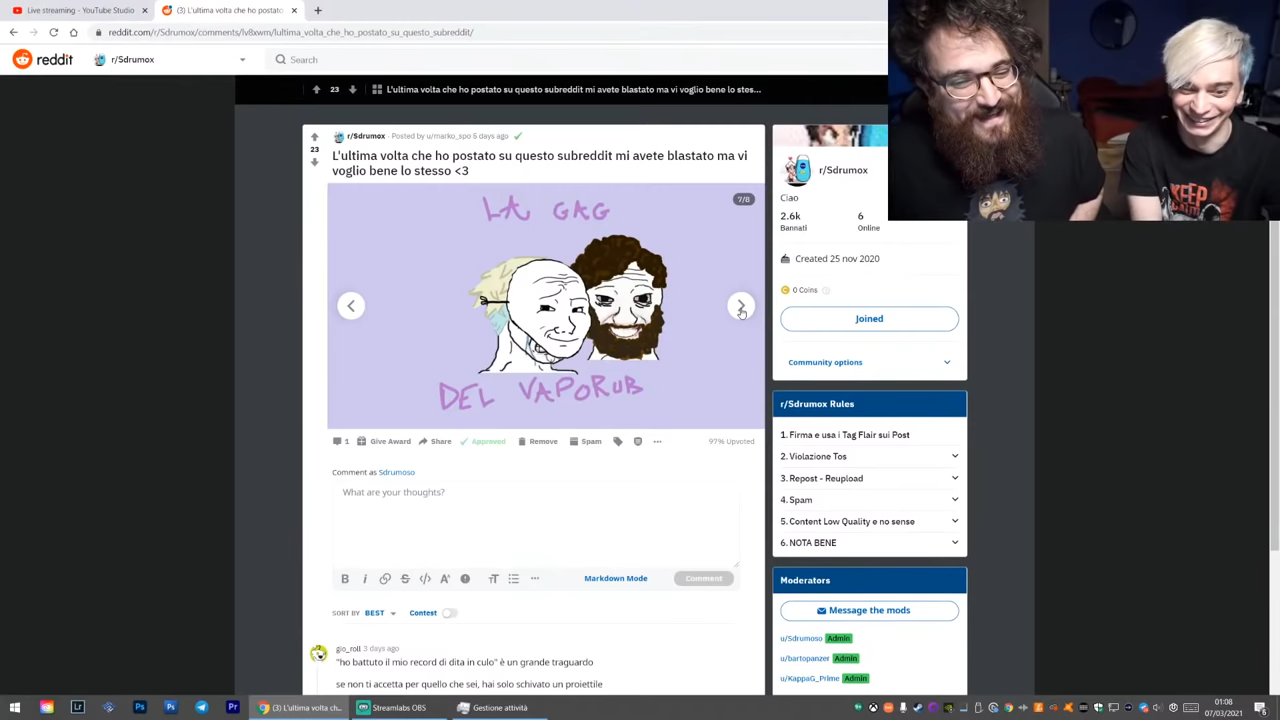 Live streaming - YouTube Studio
(3) L'ultima volta che ho postato
reddit.com/r/Sdrumox/comments/lv8xwm/lultima_volta_che_ho_postato_su_questo_subreddit/
reddit
r/Sdrumox
Search
23
L'ultima volta che ho postato su questo subreddit mi avete blastato ma vi voglio bene lo stes...
r/Sdrumox · Posted by u/marko_spo 6 days ago
23
L'ultima volta che ho postato su questo subreddit mi avete blastato ma vi
voglio bene lo stesso <3
7/8
LA GAG
DEL VAPORUB
1
Give Award
Share
Approved
Remove
Spam
97% Upvoted
Comment as Sdrumoso
What are your thoughts?
Markdown Mode
Comment
SORT BY BEST
Contest
gio_roll 3 days ago
"ho battuto il mio record di dita in culo" è un grande traguardo
se non ti accetta per quello che sei, hai solo schivato un proiettile
r/Sdrumox
Ciao
2.6k
6
Bannati
Online
Created 25 nov 2020
0 Coins
Joined
Community options
r/Sdrumox Rules
1. Firma e usa i Tag Flair sui Post
2. Violazione Tos
3. Repost - Reupload
4. Spam
5. Content Low Quality e no sense
6. NOTA BENE
Moderators
Message the mods
u/Sdrumoso Admin
u/bartopanzer Admin
u/KappaG_Prime Admin
KEEP
(3) L'ultima volta ch...
Streamlabs OBS
Gestione attività
01:08
07/03/2021